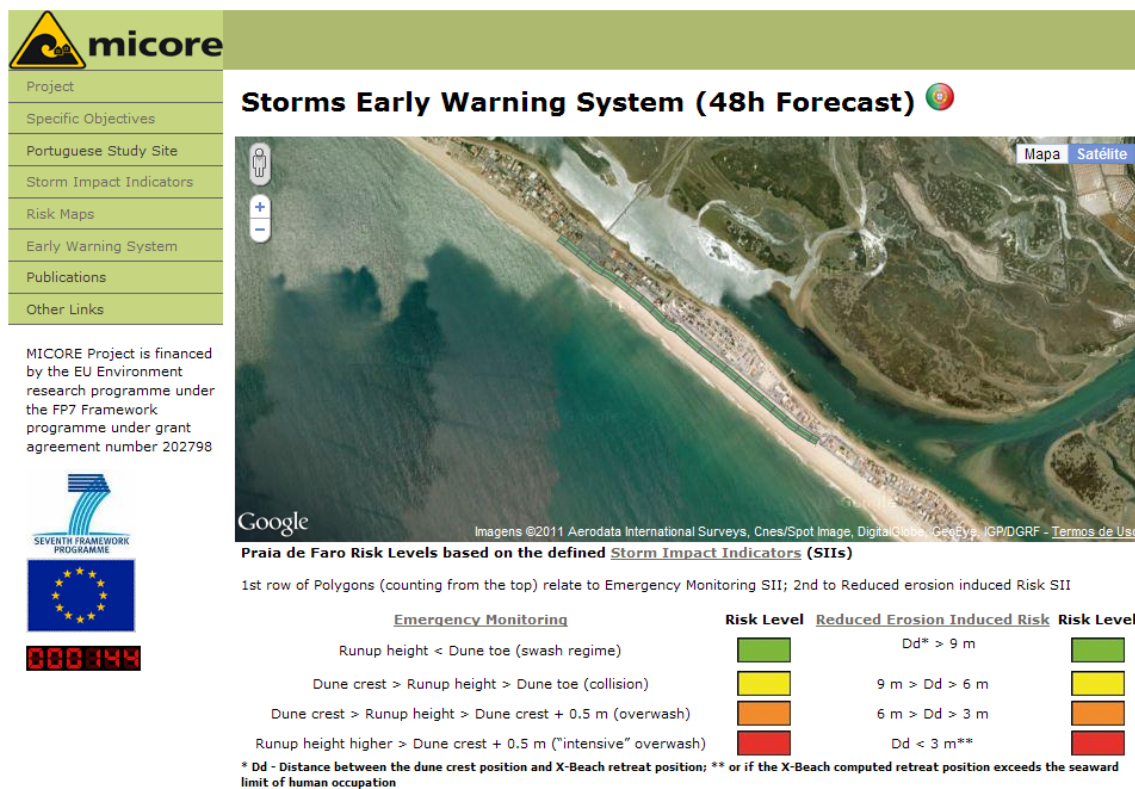 micore
Project
Specific Objectives
Portuguese Study Site
Storm Impact Indicators
Risk Maps
Early Warning System
Publications
Other Links
MICORE Project is financed
by the EU Environment
research programme under
the FP7 Framework
programme under grant
agreement number 202798
SEVENTH FRAMEWORK
PROGRAMME
000144
Storms Early Warning System (48h Forecast)
Mapa Satélite
+
−
Google
Imagens ©2011 Aerodata International Surveys, Cnes/Spot Image, DigitalGlobe, GeoEye, IGP/DGRF - Termos de Uso
Praia de Faro Risk Levels based on the defined Storm Impact Indicators (SIIs)
1st row of Polygons (counting from the top) relate to Emergency Monitoring SII; 2nd to Reduced erosion induced Risk SII
Emergency Monitoring Risk Level Reduced Erosion Induced Risk Risk Level
Runup height < Dune toe (swash regime) Dd* > 9 m
Dune crest > Runup height > Dune toe (collision) 9 m > Dd > 6 m
Dune crest > Runup height > Dune crest + 0.5 m (overwash) 6 m > Dd > 3 m
Runup height higher > Dune crest + 0.5 m ("intensive" overwash) Dd < 3 m**
* Dd - Distance between the dune crest position and X-Beach retreat position; ** or if the X-Beach computed retreat position exceeds the seaward
limit of human occupation